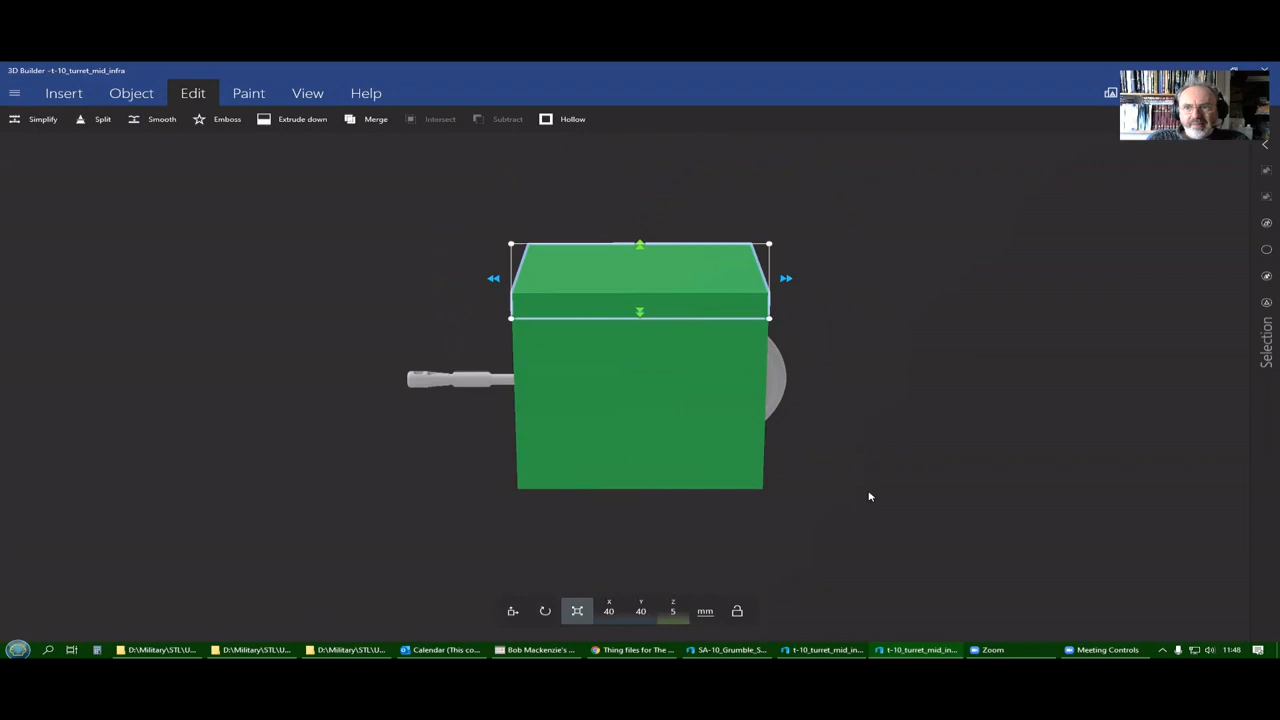 3D Builder -t-10_turret_mid_infra
Insert Object Edit Paint View Help
Simplify Split Smooth Emboss Extrude down Merge Intersect Subtract Hollow
Selection
X Y Z
40 40 5 mm
D:\Military\STL\U... D:\Military\STL\U... D:\Military\STL\U... Calendar (This co... Bob Mackenzie's ... Thing files for The ... SA-10_Grumble_S... t-10_turret_mid_in... t-10_turret_mid_in... Zoom Meeting Controls 11:48